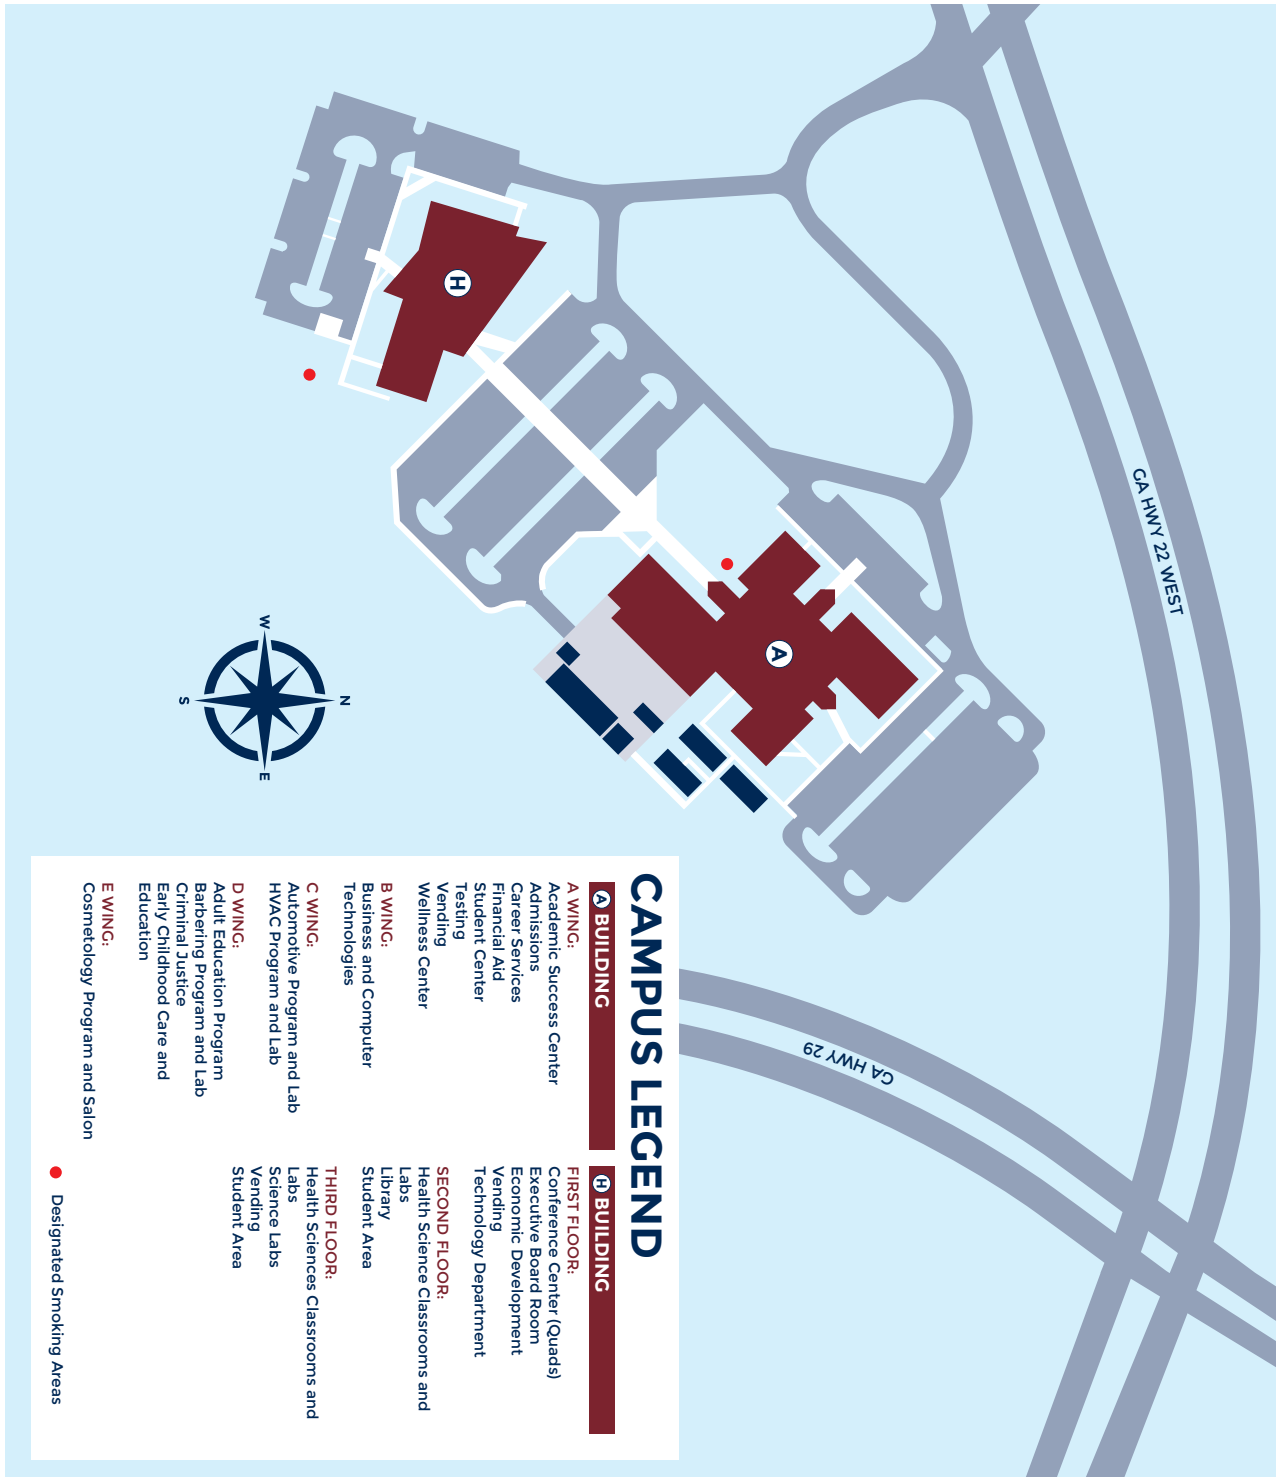 GA HWY 22 WEST
GA HWY 29
H
A
N
W
E
S
CAMPUS LEGEND
A BUILDING
A WING:
Academic Success Center
Admissions
Career Services
Financial Aid
Student Center
Testing
Vending
Wellness Center
B WING:
Business and Computer
Technologies
C WING:
Automotive Program and Lab
HVAC Program and Lab
D WING:
Adult Education Program
Barbering Program and Lab
Criminal Justice
Early Childhood Care and
Education
E WING:
Cosmetology Program and Salon
H BUILDING
FIRST FLOOR:
Conference Center (Quads)
Executive Board Room
Economic Development
Vending
Technology Department
SECOND FLOOR:
Health Science Classrooms and
Labs
Library
Student Area
THIRD FLOOR:
Health Sciences Classrooms and
Labs
Science Labs
Vending
Student Area
Designated Smoking Areas